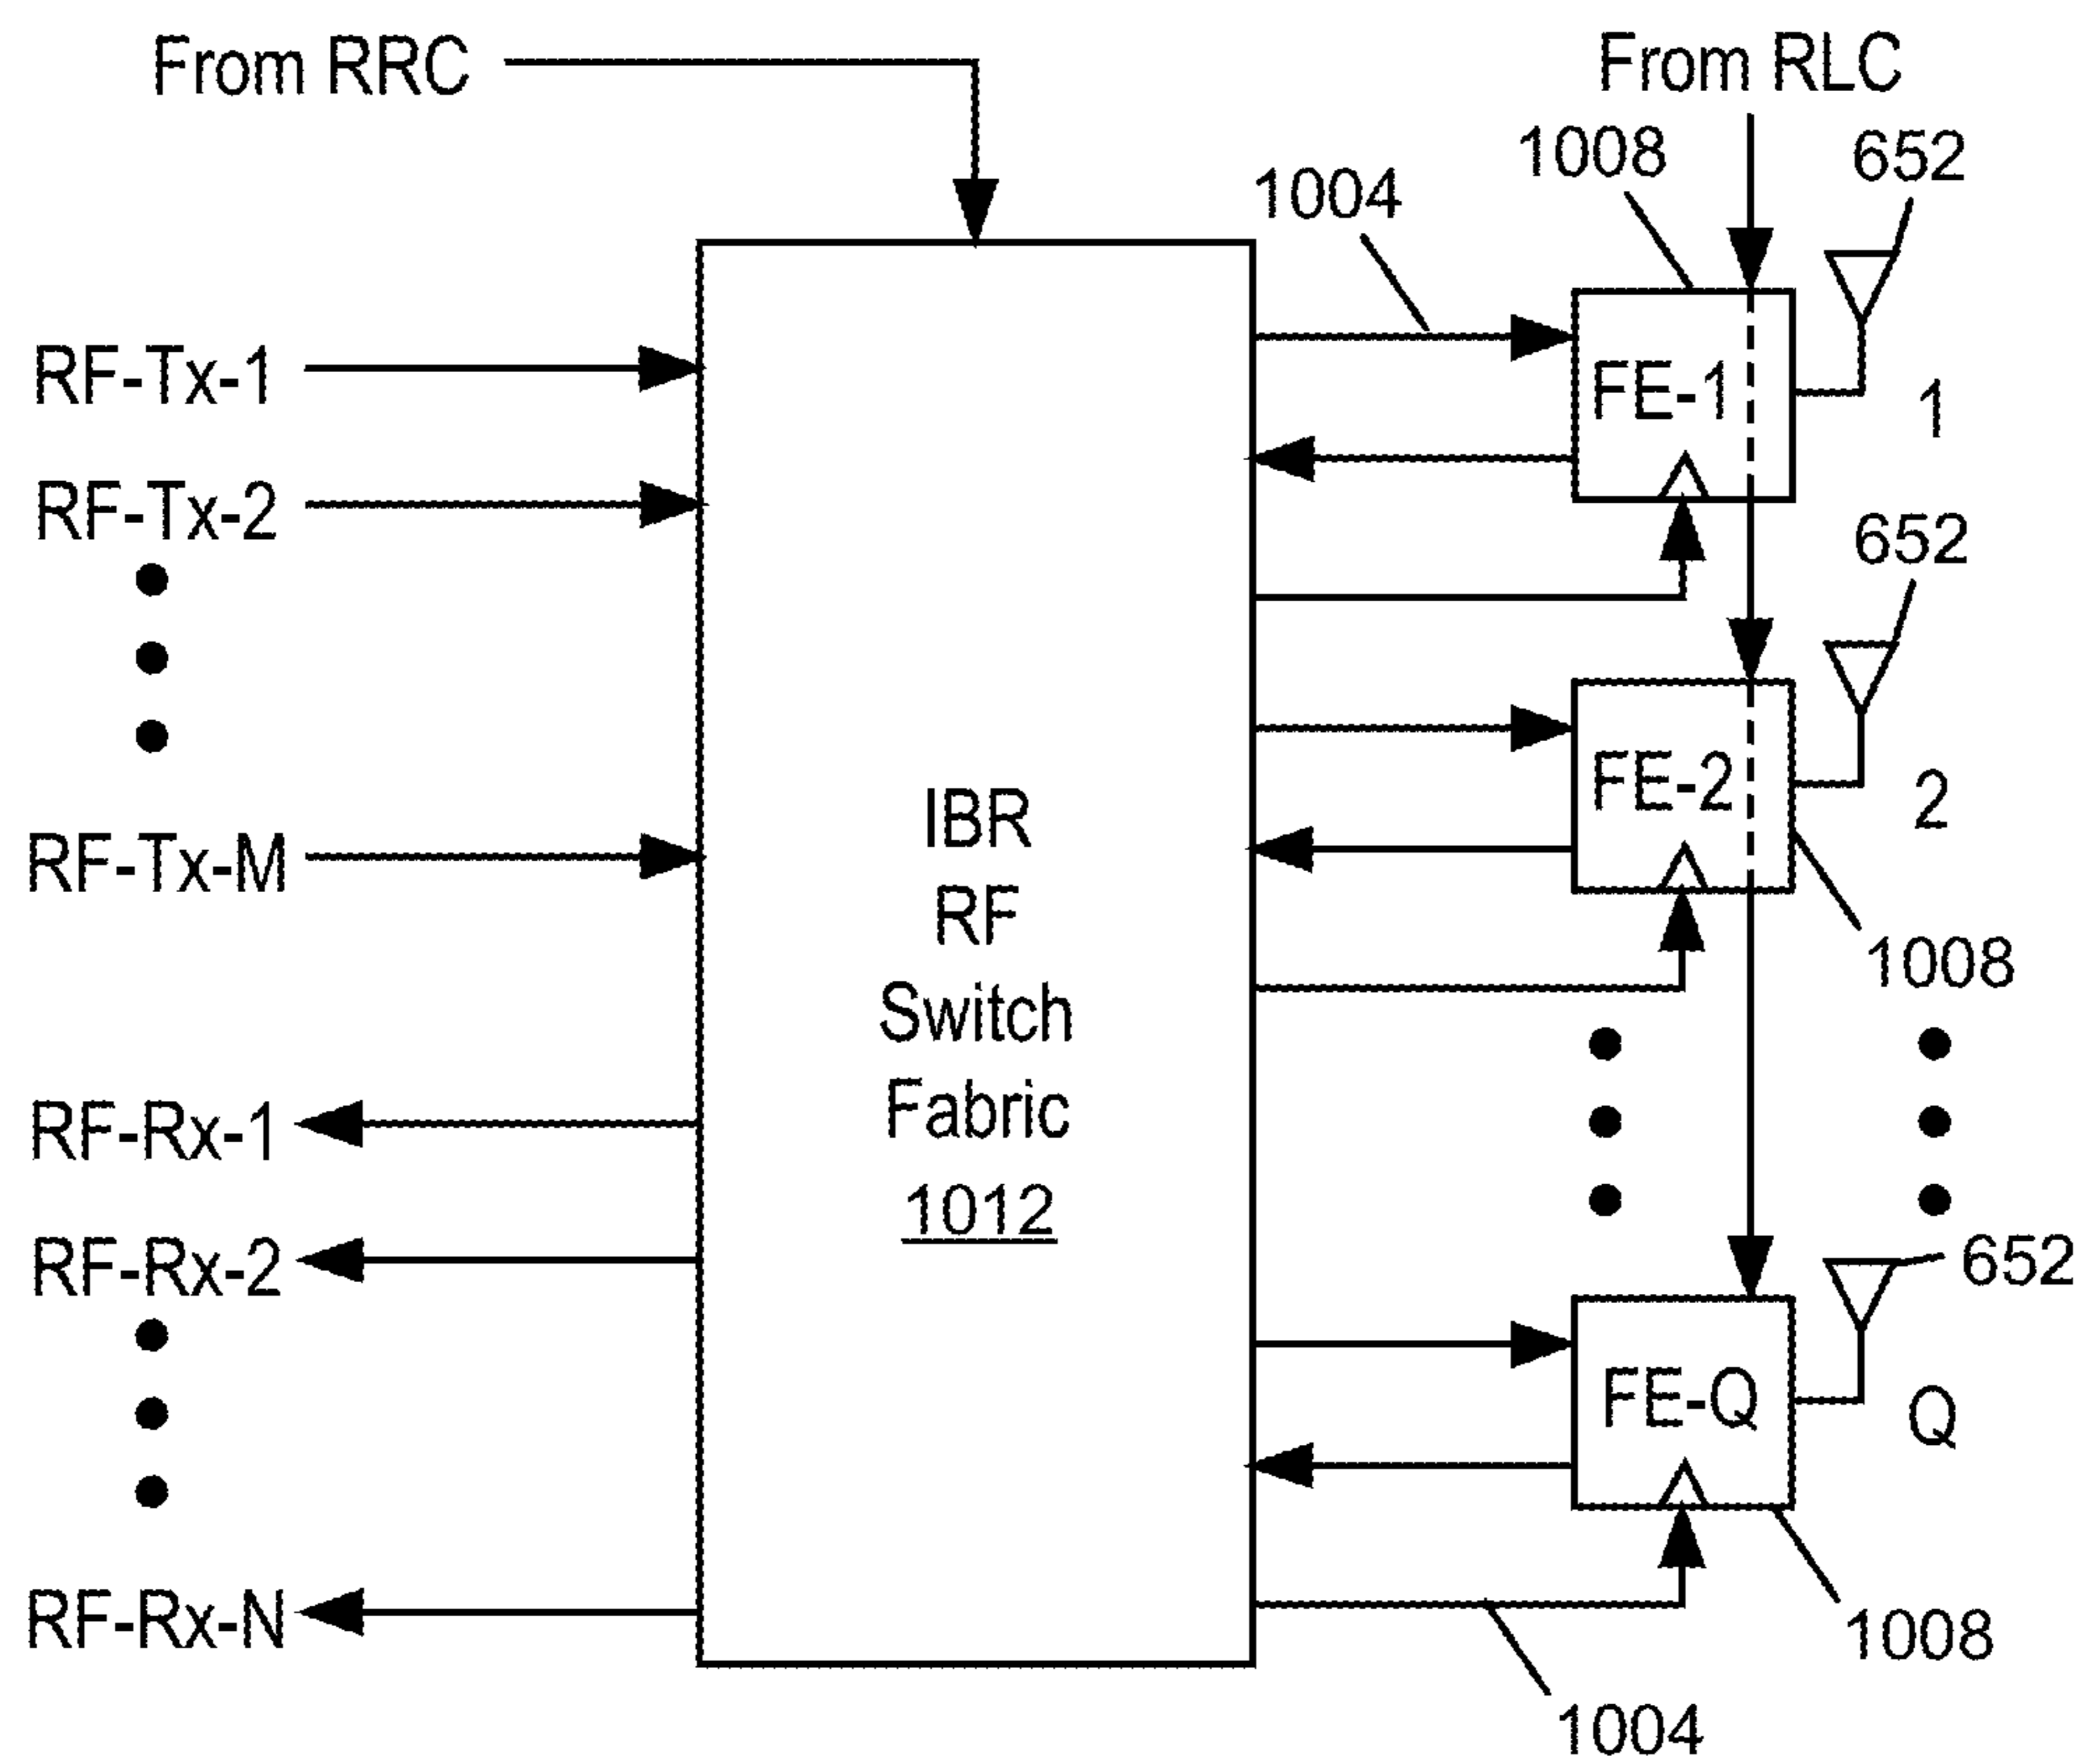 From RRC
From RLC
1008
652
1004
RF-Tx-1
FE-1
1
RF-Tx-2
652
FE-2
2
RF-Tx-M
IBR
RF
Switch
Fabric
1012
1008
RF-Rx-1
RF-Rx-2
652
FE-Q
Q
RF-Rx-N
1008
1004